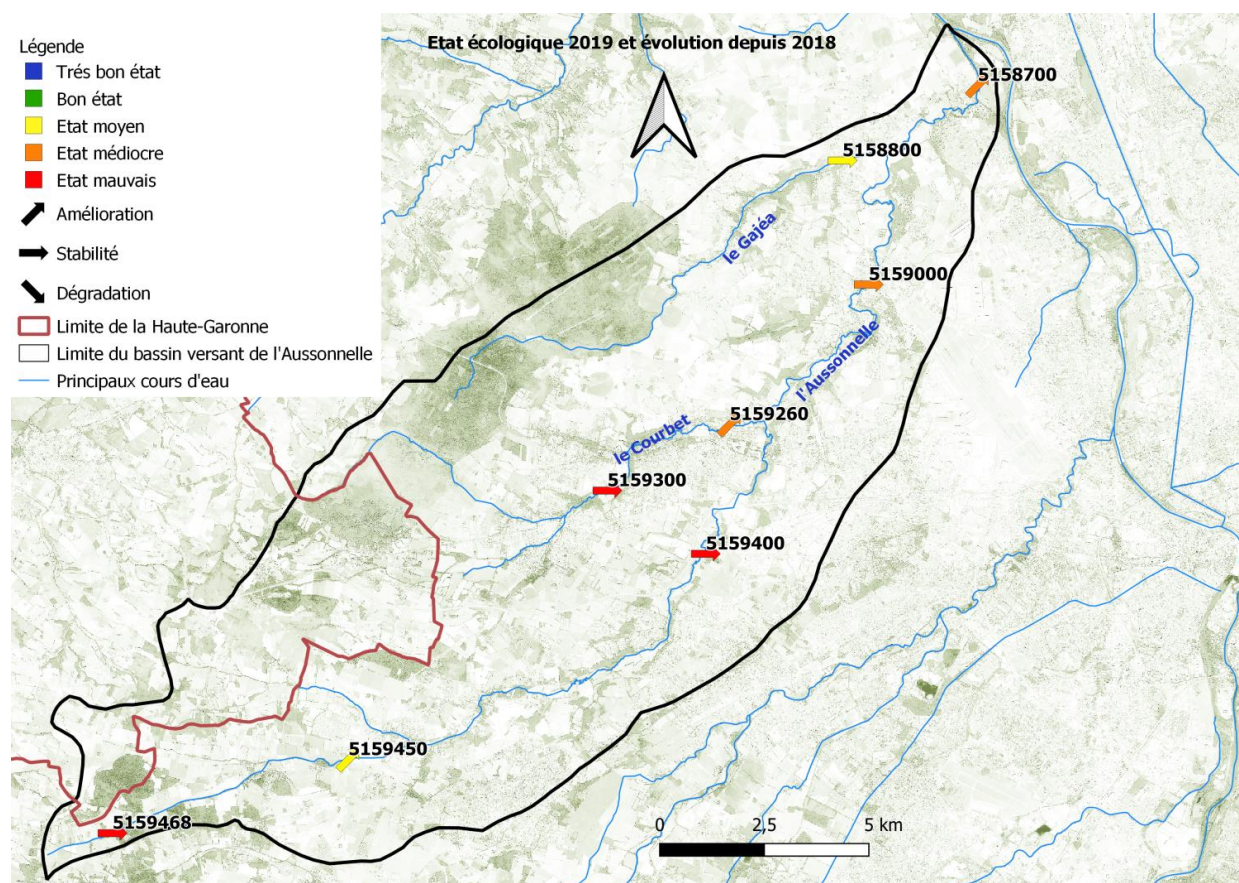 Etat écologique 2019 et évolution depuis 2018
Légende
Trés bon état
Bon état
Etat moyen
Etat médiocre
Etat mauvais
Amélioration
Stabilité
Dégradation
Limite de la Haute-Garonne
Limite du bassin versant de l'Aussonnelle
Principaux cours d'eau
5158700
5158800
le Gajéa
5159000
l'Aussonnelle
5159260
le Courbet
5159300
5159400
5159450
5159468
0 2,5 5 km